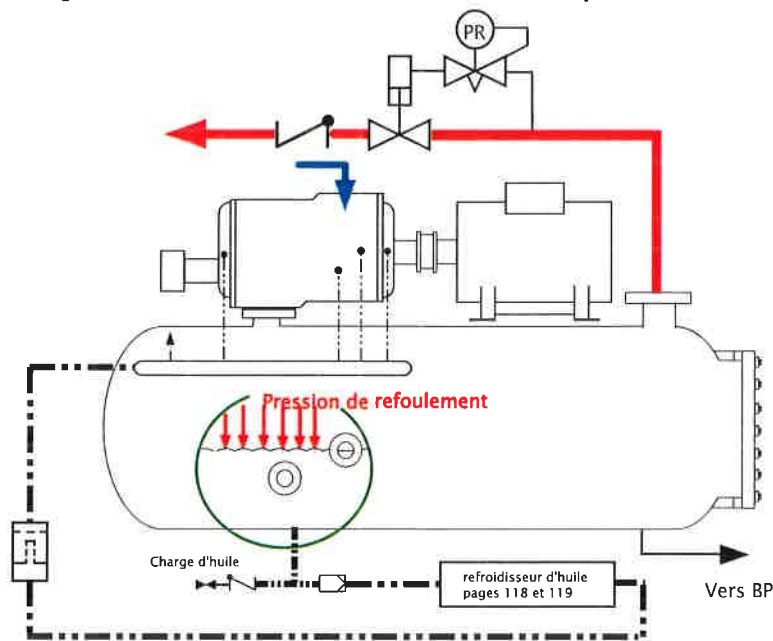 PR
Pression de refoulement
Charge d'huile
refroidisseur d'huile
pages 118 et 119
Vers BP